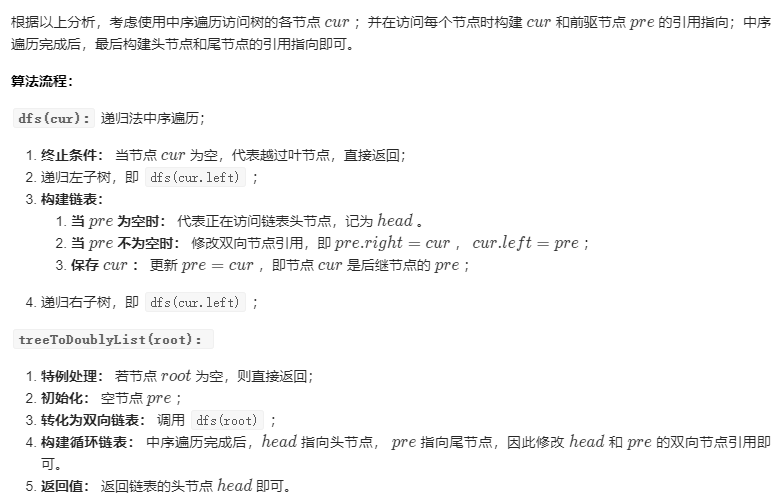 根据以上分析，考虑使用中序遍历访问树的各节点 cur ；并在访问每个节点时构建 cur 和前驱节点 pre 的引用指向；中序
遍历完成后，最后构建头节点和尾节点的引用指向即可。
算法流程：
dfs(cur): 递归法中序遍历；
1. 终止条件： 当节点 cur 为空，代表越过叶节点，直接返回；
2. 递归左子树，即 dfs(cur.left) ；
3. 构建链表：
1. 当 pre 为空时： 代表正在访问链表头节点，记为 head 。
2. 当 pre 不为空时： 修改双向节点引用，即 pre.right = cur ， cur.left = pre ；
3. 保存 cur ： 更新 pre = cur ，即节点 cur 是后继节点的 pre ；
4. 递归右子树，即 dfs(cur.left) ；
treeToDoublyList(root):
1. 特例处理： 若节点 root 为空，则直接返回；
2. 初始化： 空节点 pre ；
3. 转化为双向链表： 调用 dfs(root) ；
4. 构建循环链表： 中序遍历完成后，head 指向头节点， pre 指向尾节点，因此修改 head 和 pre 的双向节点引用即
可。
5. 返回值： 返回链表的头节点 head 即可。